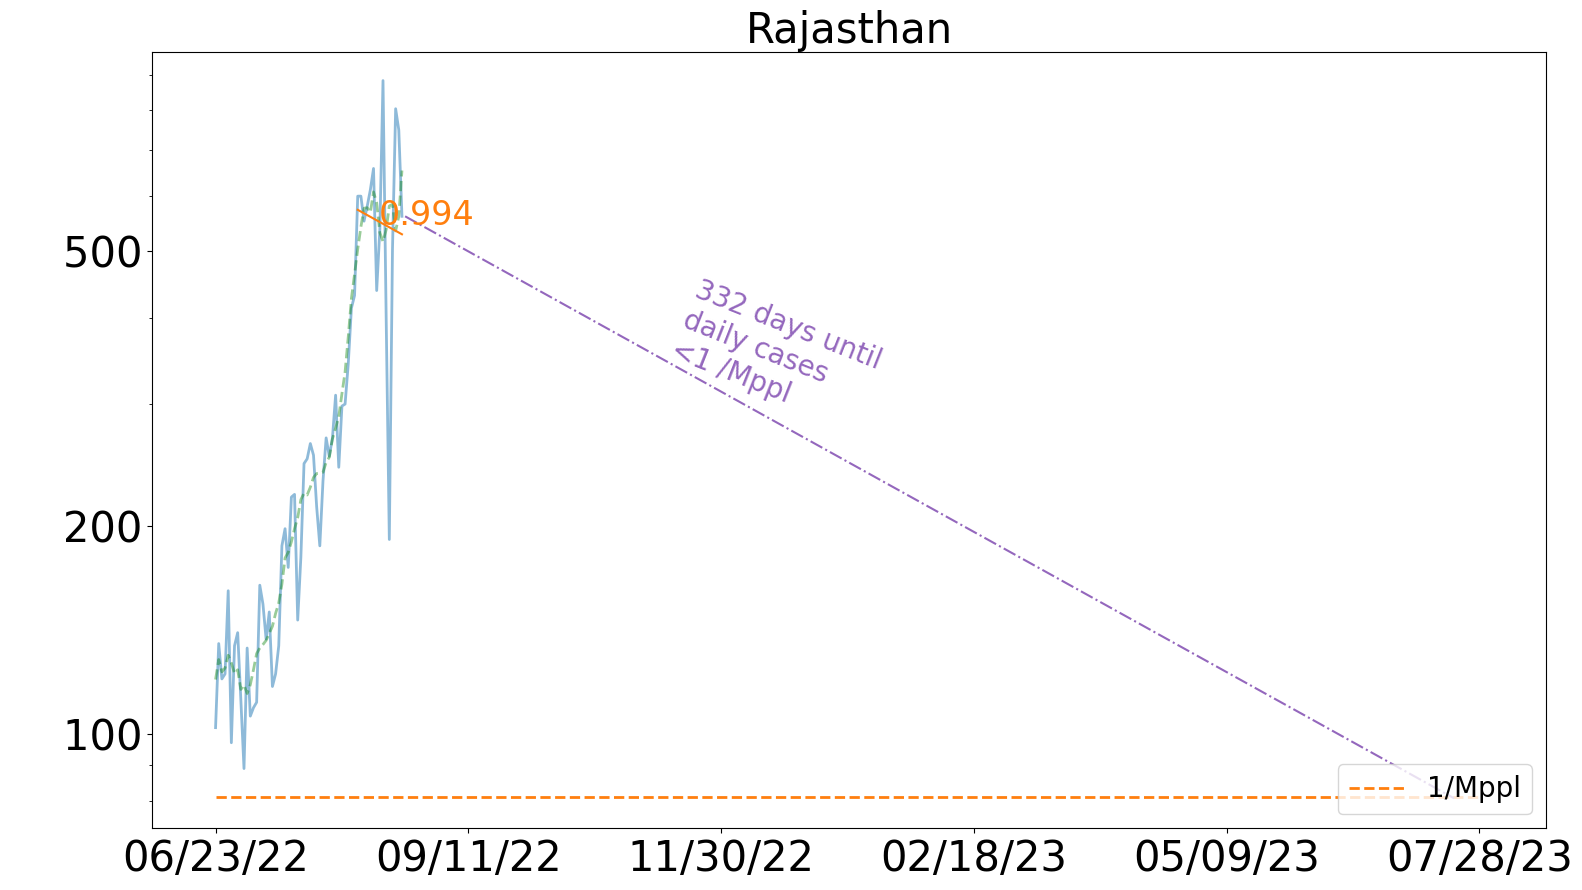 Rajasthan
0.994
500
332 days until
daily cases
<1 /Mppl
200
100
1/Mppl
06/23/22 09/11/22 11/30/22 02/18/23 05/09/23 07/28/23